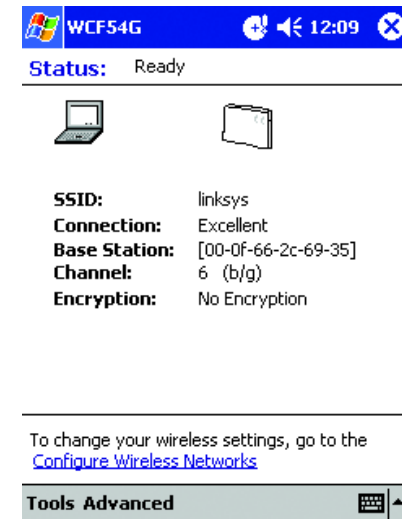 WCF54G 12:09
Status: Ready
SSID: linksys
Connection: Excellent
Base Station: [00-0f-66-2c-69-35]
Channel: 6 (b/g)
Encryption: No Encryption
To change your wireless settings, go to the
Configure Wireless Networks
Tools Advanced